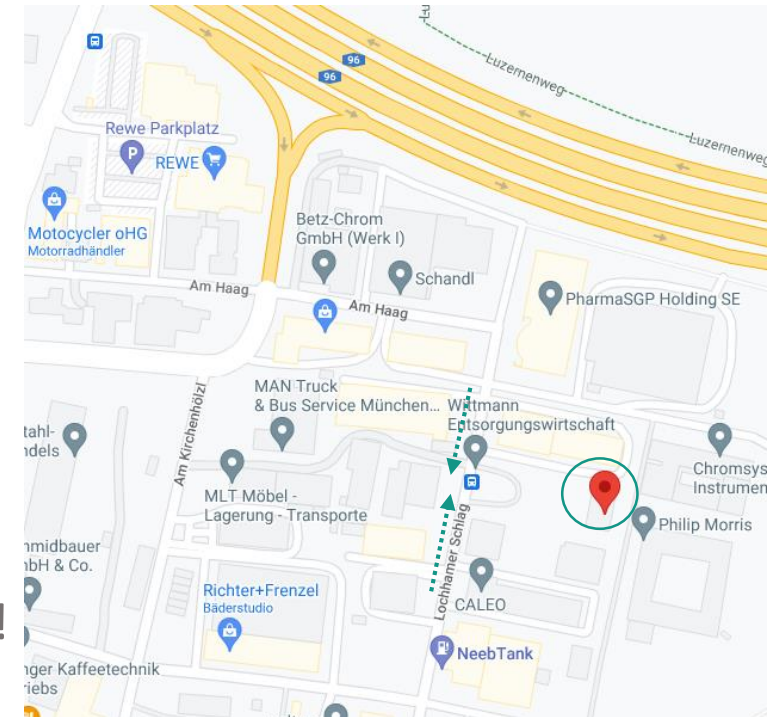 96
96
Luzernenweg
Luzernenweg
Rewe Parkplatz
P
REWE
Motocycler oHG
Motorradhändler
Betz-Chrom
GmbH (Werk I)
Schandl
PharmaSGP Holding SE
Am Haag
Am Haag
MAN Truck
& Bus Service München...
Wittmann
Entsorgungswirtschaft
Am Kirchenhölzl
MLT Möbel -
Lagerung - Transporte
Chromsys
Instrumen
Philip Morris
Lochhamer Schlag
Richter+Frenzel
Bäderstudio
CALEO
NeebTank
tahl-
ndels
hmidbauer
bH & Co.
!
nger Kaffeetechnik
riebs